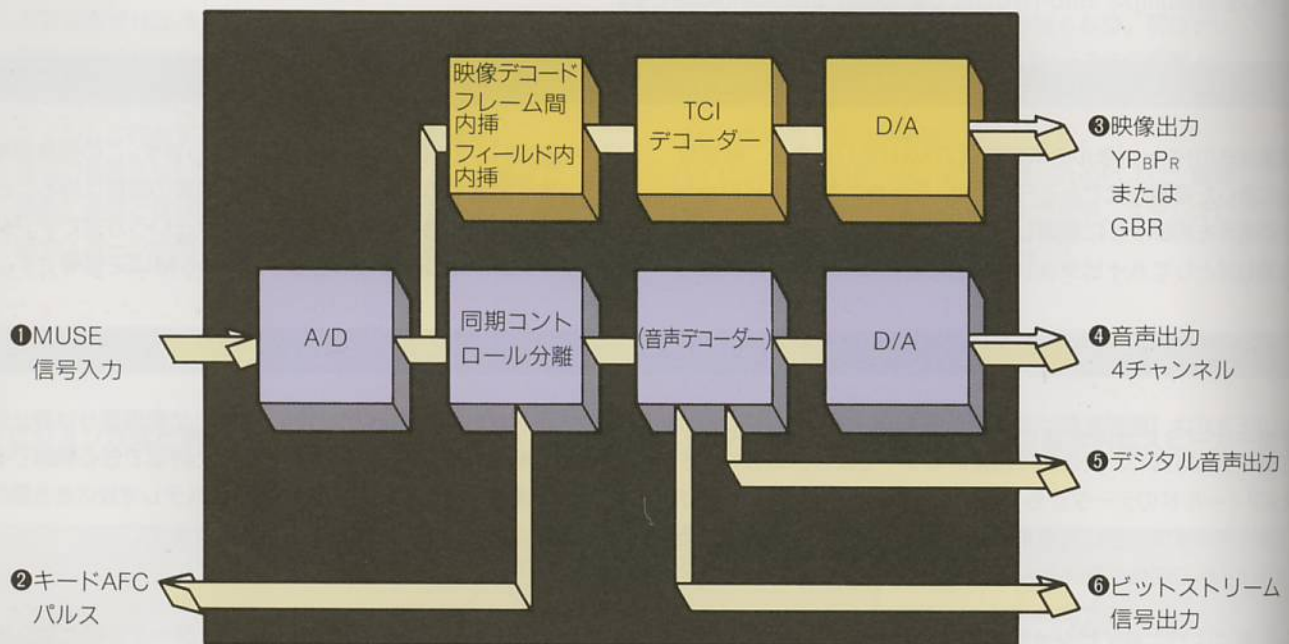 映像デコード
フレーム間
内挿
フィールド内
内挿
TCI
デコーダー
D/A
❸映像出力
YPBPR
または
GBR
❶MUSE
信号入力
A/D
同期コント
ロール分離
(音声デコーダー)
D/A
❹音声出力
4チャンネル
❺デジタル音声出力
❷キードAFC
パルス
❻ビットストリーム
信号出力